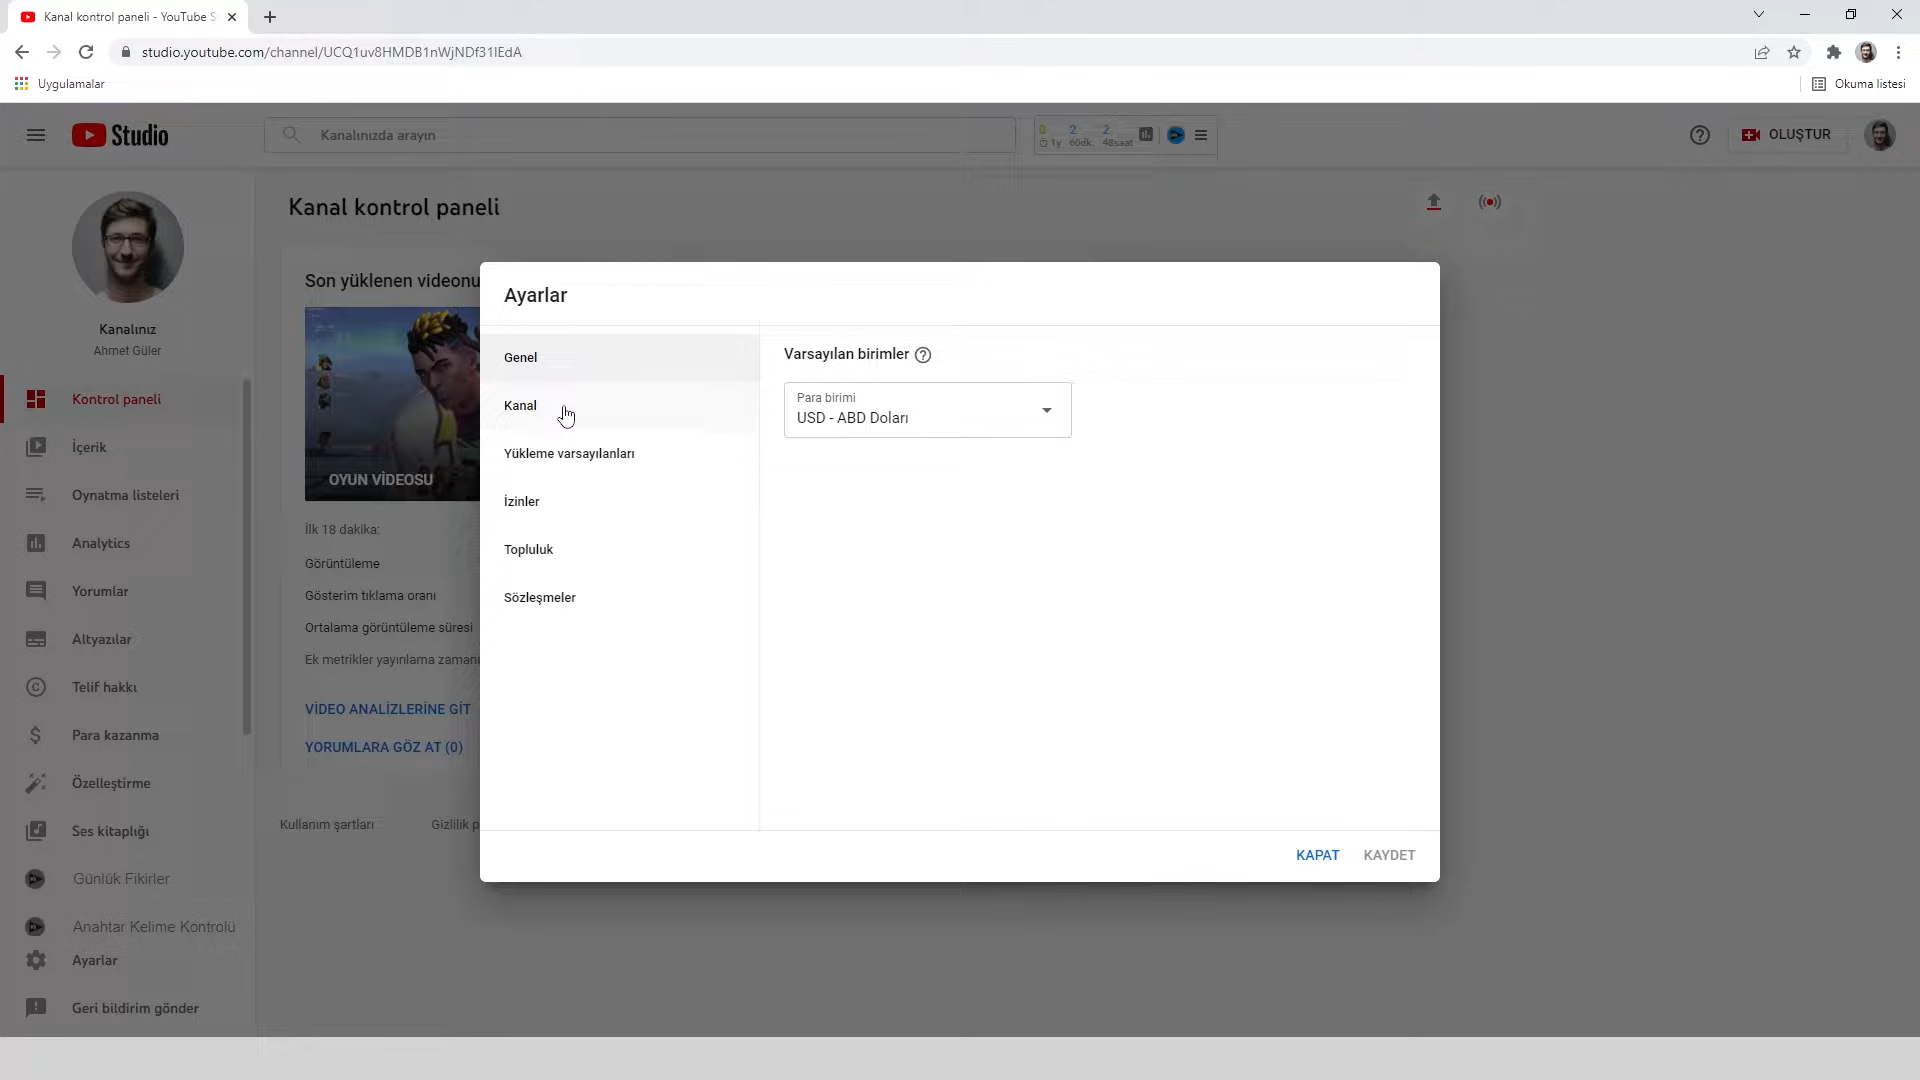 Kanal kontrol paneli - YouTube S
studio.youtube.com/channel/UCQ1uv8HMDB1nWjNDf31IEdA
Uygulamalar
Okuma listesi
Studio
Kanalınızda arayın
0 2 2
1y 60dk. 48saat
OLUŞTUR
Kanalınız
Ahmet Güler
Kontrol paneli
İçerik
Oynatma listeleri
Analytics
Yorumlar
Altyazılar
Telif hakkı
Para kazanma
Özelleştirme
Ses kitaplığı
Günlük Fikirler
Anahtar Kelime Kontrolü
Ayarlar
Geri bildirim gönder
Kanal kontrol paneli
Son yüklenen videonu
OYUN VİDEOSU
İlk 18 dakika:
Görüntüleme
Gösterim tıklama oranı
Ortalama görüntüleme süresi
Ek metrikler yayınlama zamanı
VİDEO ANALİZLERİNE GİT
YORUMLARA GÖZ AT (0)
Kullanım şartları
Gizlilik p
Ayarlar
Genel
Kanal
Yükleme varsayılanları
İzinler
Topluluk
Sözleşmeler
Varsayılan birimler
Para birimi
USD - ABD Doları
KAPAT
KAYDET